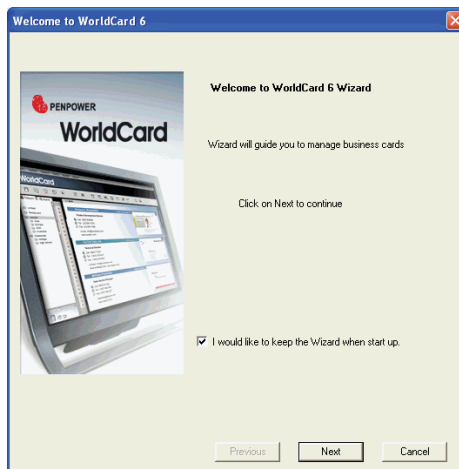 Welcome to WorldCard 6
PENPOWER
WorldCard
WorldCard
Welcome to WorldCard 6 Wizard
Wizard will guide you to manage business cards
Click on Next to continue
I would like to keep the Wizard when start up.
Previous
Next
Cancel